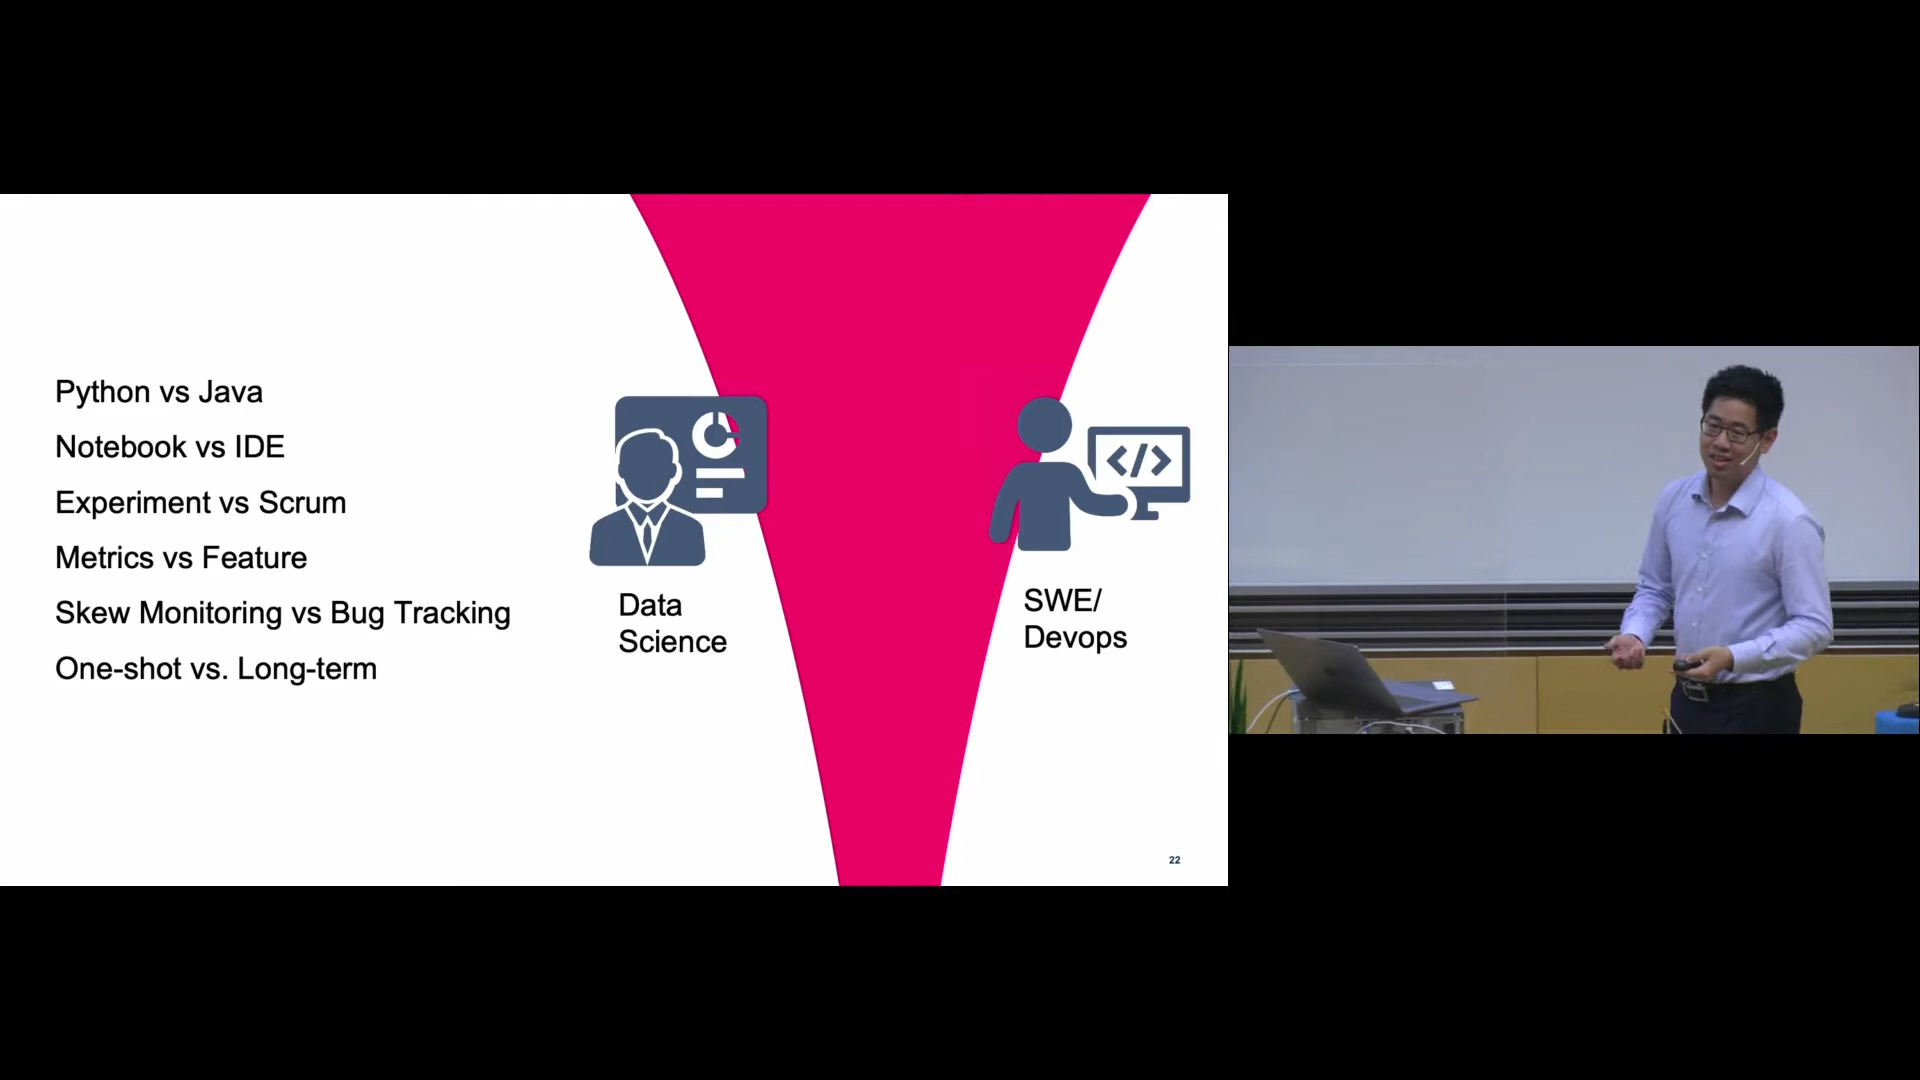 Python vs Java
Notebook vs IDE
Experiment vs Scrum
Metrics vs Feature
Skew Monitoring vs Bug Tracking
One-shot vs. Long-term
Data
Science
</>
SWE/
Devops
22